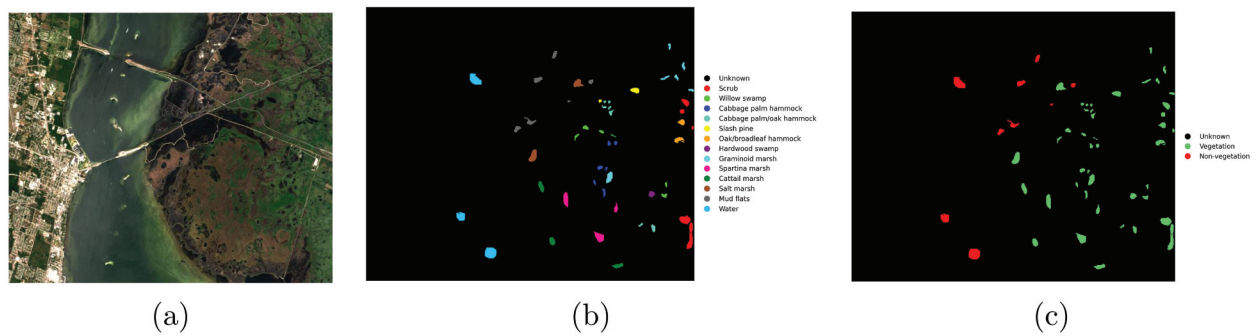 Unknown
Scrub
Willow swamp
Cabbage palm hammock
Cabbage palm/oak hammock
Slash pine
Oak/broadleaf hammock
Hardwood swamp
Graminoid marsh
Spartina marsh
Cattail marsh
Salt marsh
Mud flats
Water
Unknown
Vegetation
Non-vegetation
(a)
(b)
(c)